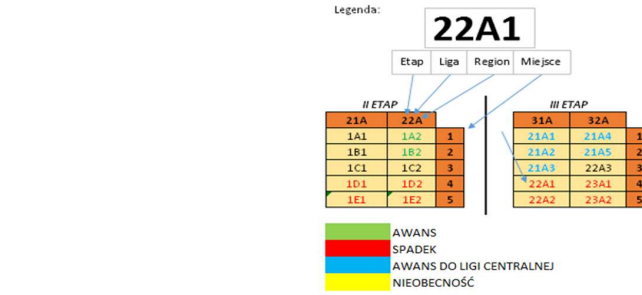 Legenda:
22A1
Etap Liga Region Miejsce
II ETAP III ETAP
21A 22A 31A 32A
1A1 1A2 1 21A1 21A4 1
1B1 1B2 2 21A2 21A5 2
1C1 1C2 3 21A3 22A3 3
1D1 1D2 4 22A1 23A1 4
1E1 1E2 5 22A2 23A2 5
AWANS
SPADEK
AWANS DO LIGI CENTRALNEJ
NIEOBECNOŚĆ